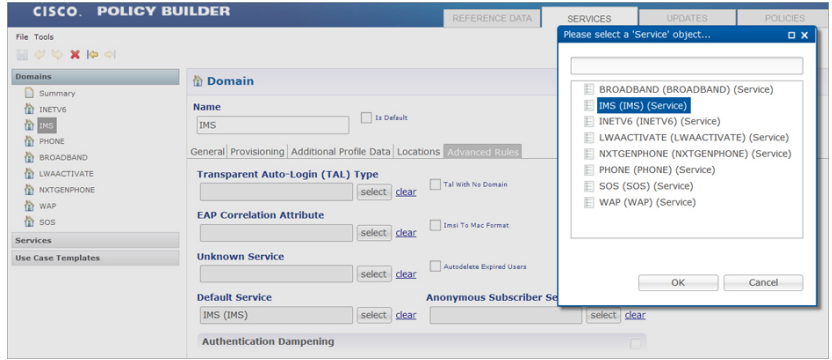 CISCO. POLICY BUILDER
REFERENCE DATA SERVICES UPDATES POLICIES
File Tools
Please select a 'Service' object...
Domains
Summary
INETV6
IMS
PHONE
BROADBAND
LWAACTIVATE
NXTGENPHONE
WAP
SOS
Services
Use Case Templates
Domain
Name
Is Default
IMS
General Provisioning Additional Profile Data Locations Advanced Rules
Transparent Auto-Login (TAL) Type
select clear
Tal With No Domain
EAP Correlation Attribute
select clear
Imsi To Mac Format
Unknown Service
select clear
Autodelete Expired Users
Default Service Anonymous Subscriber Se
IMS (IMS) select clear select clear
Authentication Dampening
BROADBAND (BROADBAND) (Service)
IMS (IMS) (Service)
INETV6 (INETV6) (Service)
LWAACTIVATE (LWAACTIVATE) (Service)
NXTGENPHONE (NXTGENPHONE) (Service)
PHONE (PHONE) (Service)
SOS (SOS) (Service)
WAP (WAP) (Service)
OK Cancel